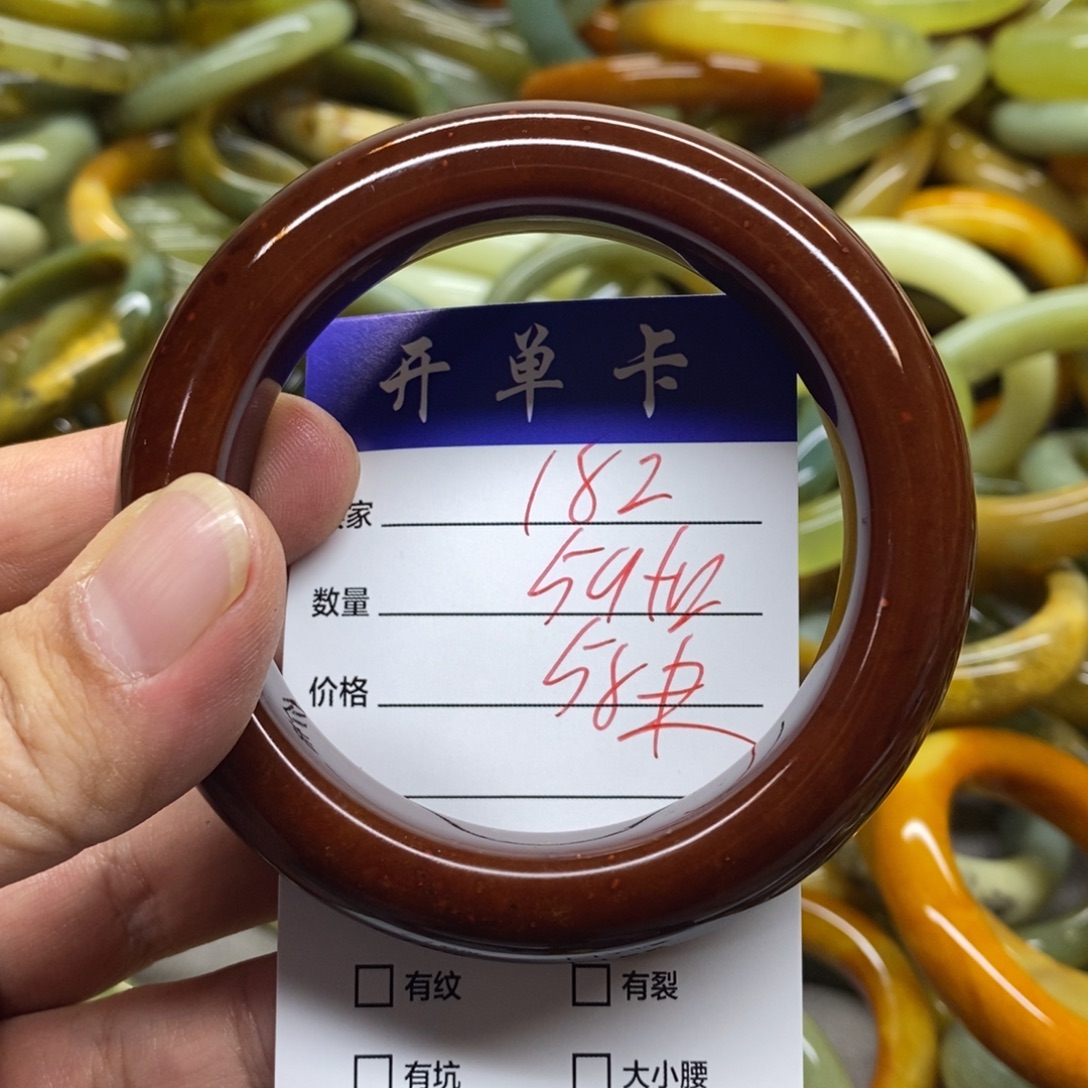 开单卡
家 182
数量 59
价格 58
□有纹 □有裂
□有坑 □大小腰